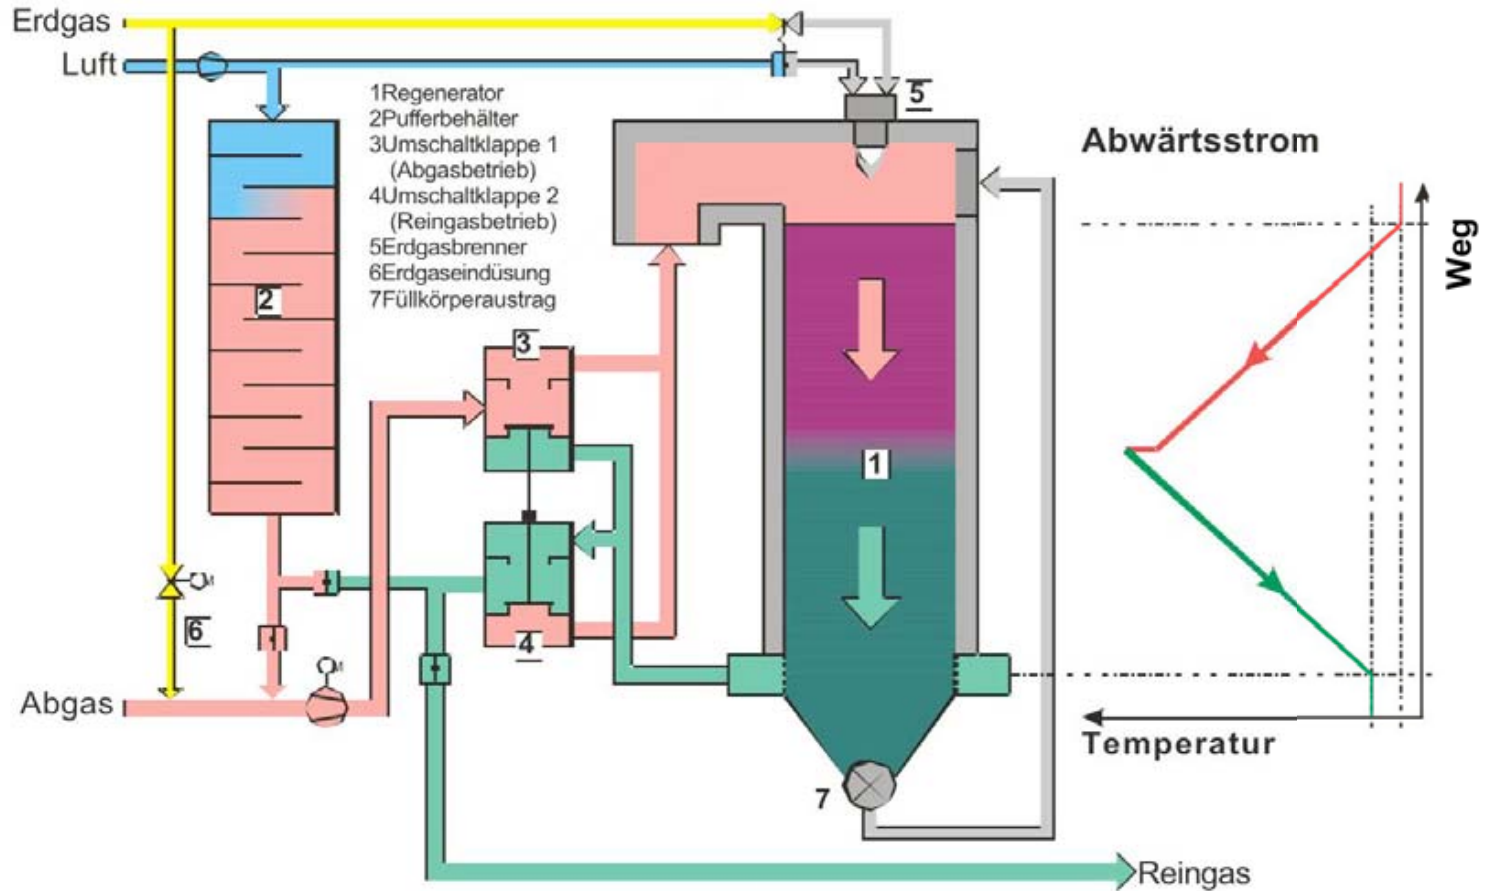 Erdgas
Luft
1Regenerator
2Pufferbehälter
3Umschaltklappe 1
(Abgasbetrieb)
4Umschaltklappe 2
(Reingasbetrieb)
5Erdgasbrenner
6Erdgaseindüsung
7Füllkörperaustrag
5
Abwärtsstrom
Weg
2
3
1
M
6
4
M
Abgas
Temperatur
7
Reingas